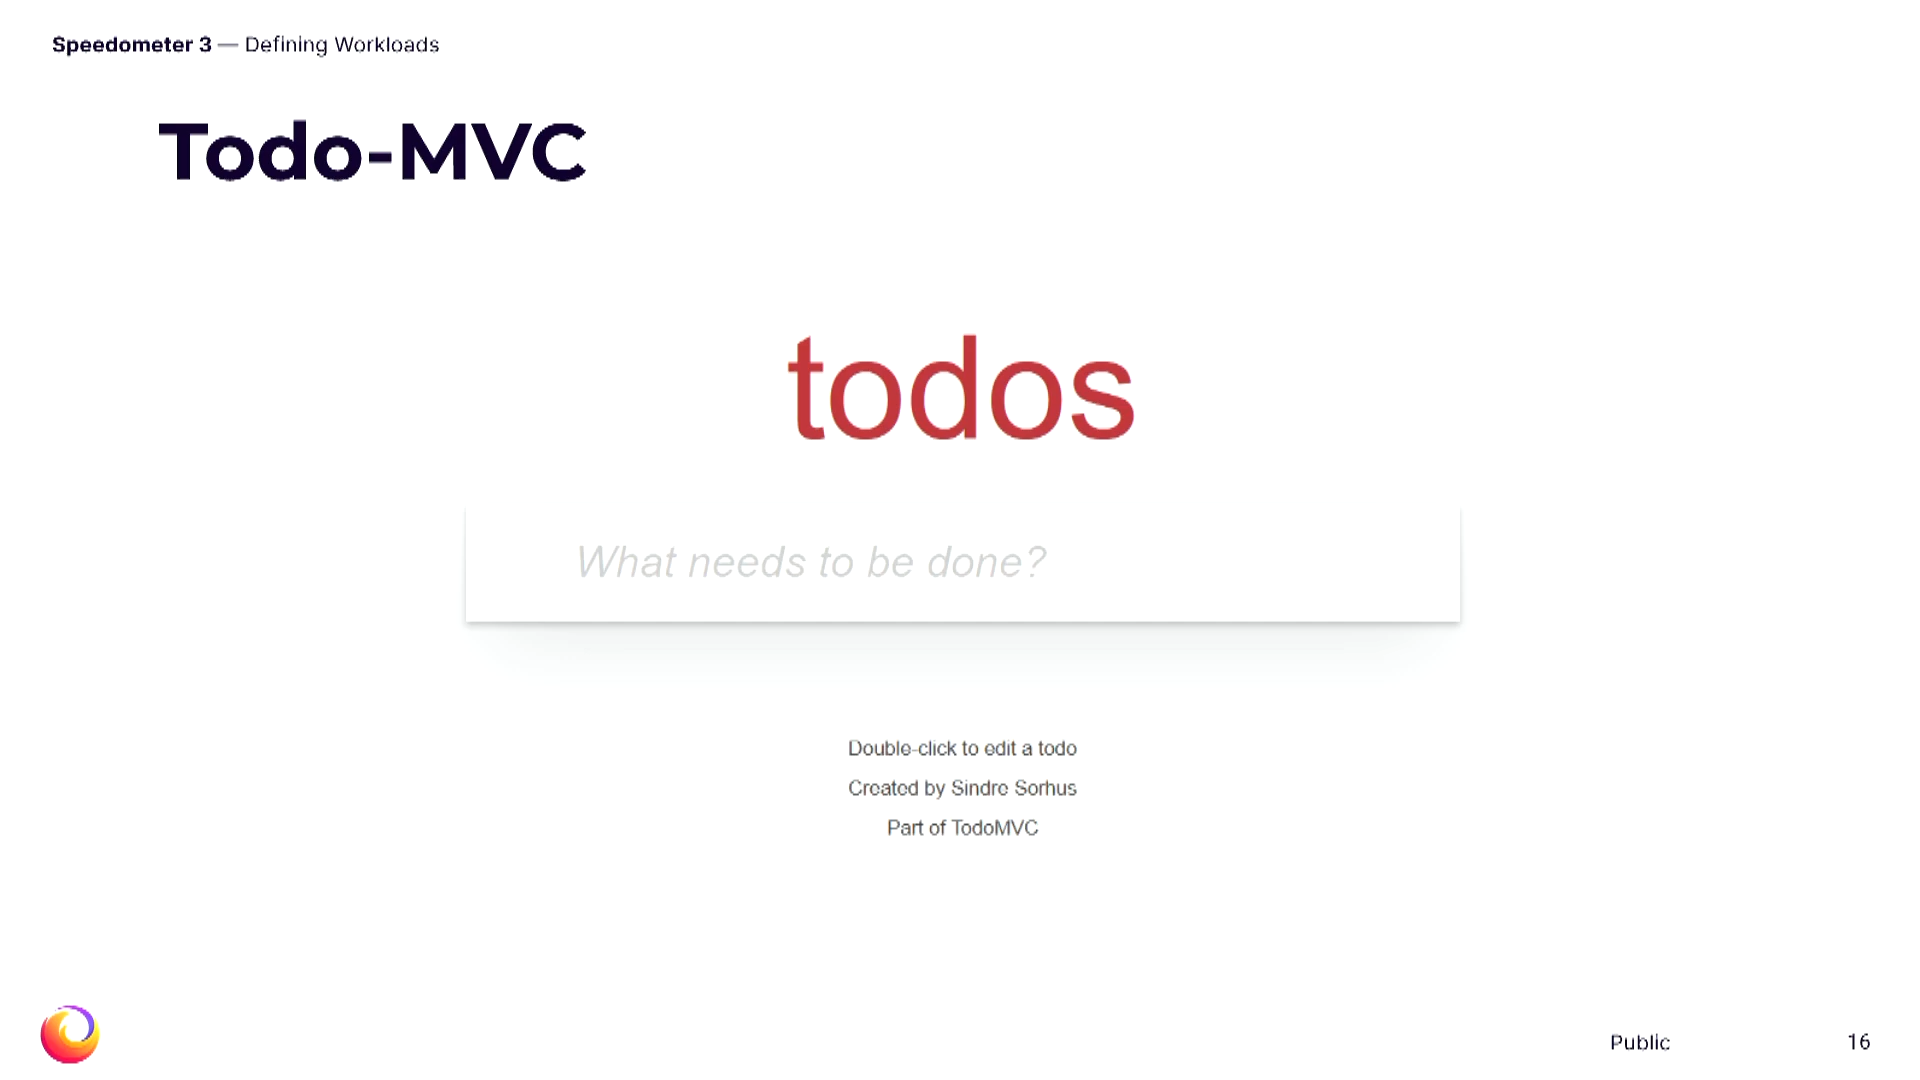 Speedometer 3 — Defining Workloads
Todo-MVC
todos
What needs to be done?
Double-click to edit a todo
Created by Sindre Sorhus
Part of TodoMVC
Public 16